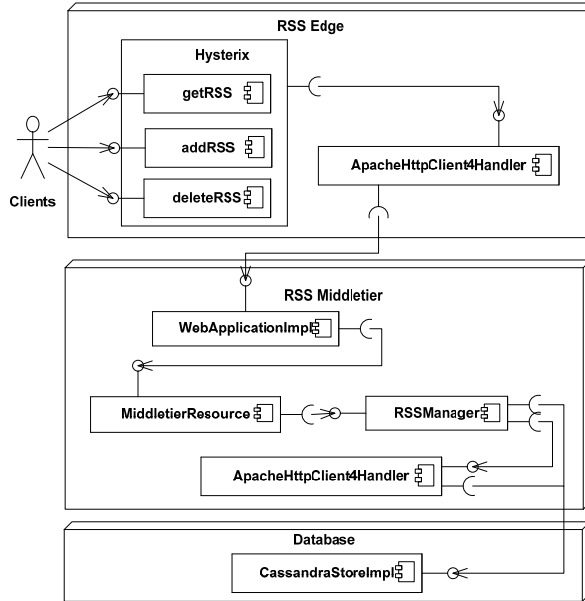 RSS Edge
Hysterix
getRSS
addRSS
deleteRSS
Clients
ApacheHttpClient4Handler
RSS Middletier
WebApplicationImpl
MiddletierResource
RSSManager
ApacheHttpClient4Handler
Database
CassandraStoreImpl